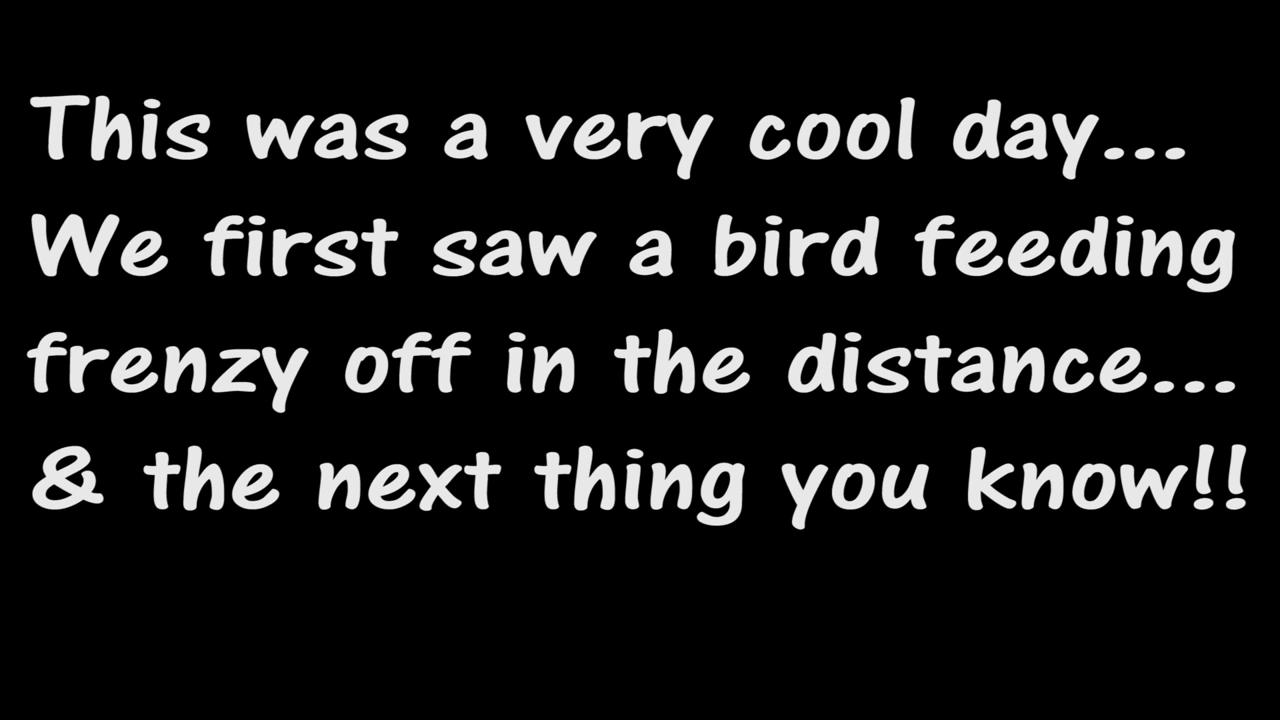 This was a very cool day...
We first saw a bird feeding
frenzy off in the distance...
& the next thing you know!!